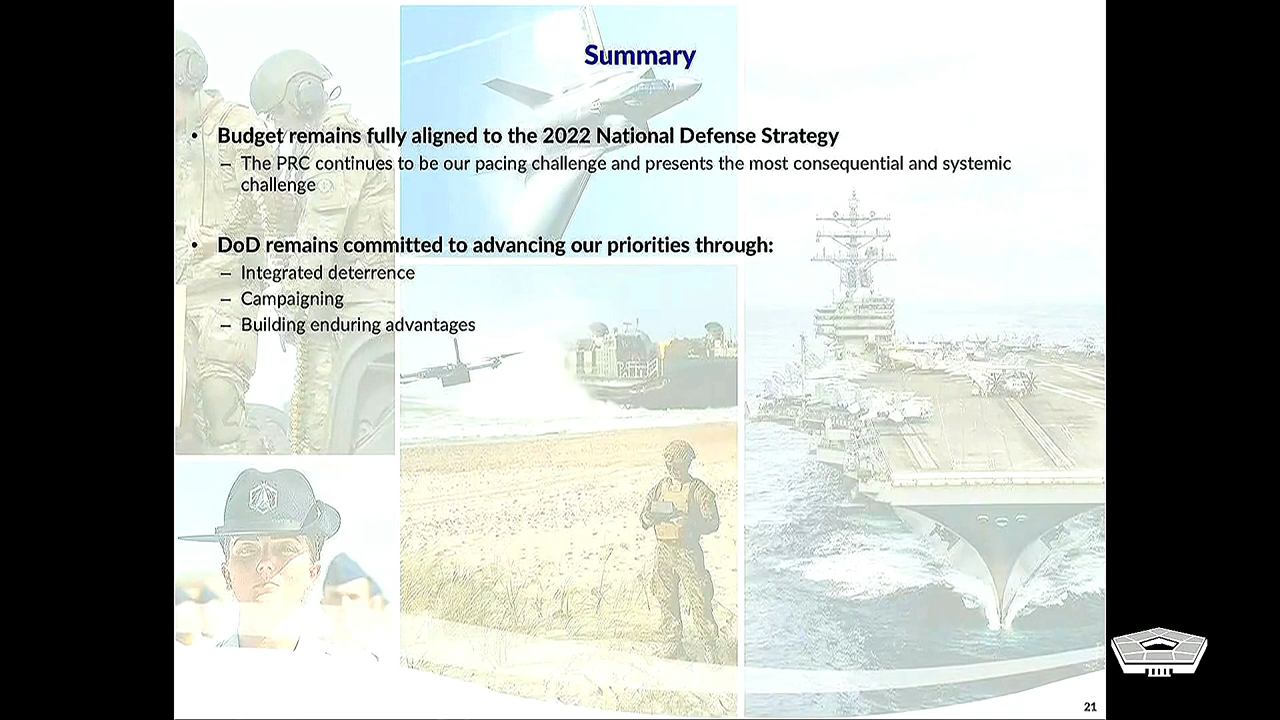 Summary
• Budget remains fully aligned to the 2022 National Defense Strategy
– The PRC continues to be our pacing challenge and presents the most consequential and systemic
challenge
• DoD remains committed to advancing our priorities through:
– Integrated deterrence
– Campaigning
– Building enduring advantages
21